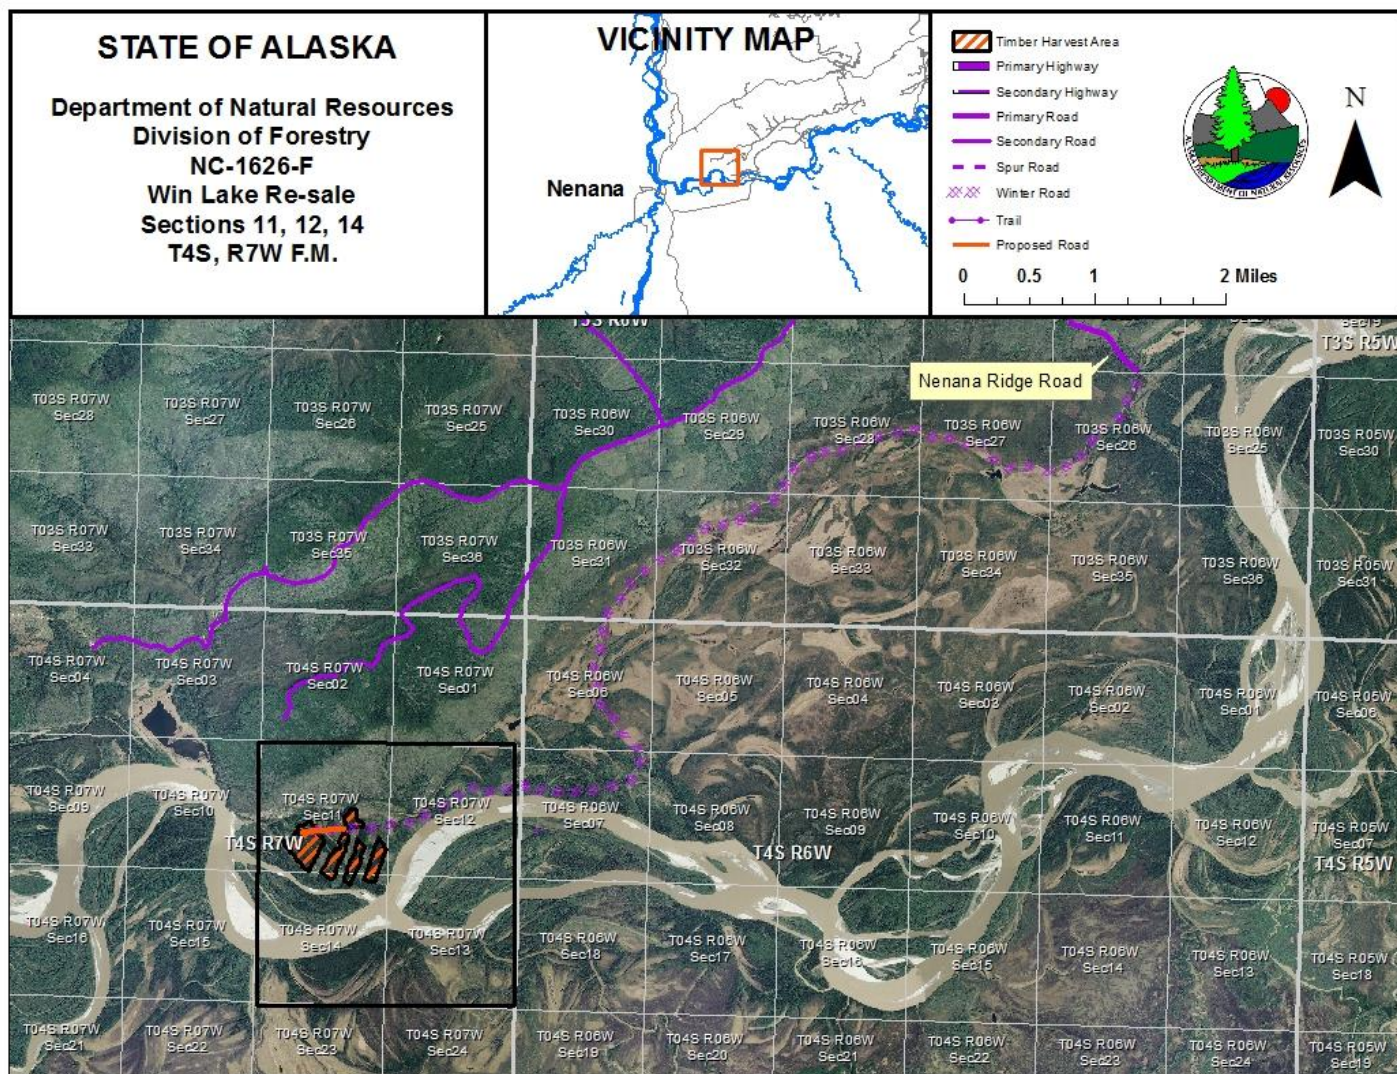 STATE OF ALASKA
Department of Natural Resources
Division of Forestry
NC-1626-F
Win Lake Re-sale
Sections 11, 12, 14
T4S, R7W F.M.
VICINITY MAP
Nenana
Timber Harvest Area
Primary Highway
Secondary Highway
Primary Road
Secondary Road
Spur Road
Winter Road
Trail
Proposed Road
N
0 0.5 1 2 Miles
ALASKA DEPARTMENT OF NATURAL RESOURCES
T3S R6W
Sec19
T3S R5W
Nenana Ridge Road
T03S R07W
Sec28
T03S R07W
Sec27
T03S R07W
Sec26
T03S R07W
Sec25
T03S R06W
Sec30
T03S R06W
Sec29
T03S R06W
Sec28
T03S R06W
Sec27
T03S R06W
Sec26
T03S R06W
Sec25
T03S R05W
Sec30
T03S R07W
Sec33
T03S R07W
Sec34
T03S R07W
Sec35
T03S R07W
Sec36
T03S R06W
Sec31
T03S R06W
Sec32
T03S R06W
Sec33
T03S R06W
Sec34
T03S R06W
Sec35
T03S R06W
Sec36
T03S R05W
Sec31
T04S R07W
Sec04
T04S R07W
Sec03
T04S R07W
Sec02
T04S R07W
Sec01
T04S R06W
Sec06
T04S R06W
Sec05
T04S R06W
Sec04
T04S R06W
Sec03
T04S R06W
Sec02
T04S R06W
Sec01
T04S R05W
Sec06
T04S R07W
Sec09
T04S R07W
Sec10
T04S R07W
Sec11
T04S R07W
Sec12
T04S R06W
Sec07
T04S R06W
Sec08
T04S R06W
Sec09
T04S R06W
Sec10
T04S R06W
Sec11
T04S R06W
Sec12
T04S R05W
Sec07
T4S R7W
T4S R6W
T4S R5W
T04S R07W
Sec16
T04S R07W
Sec15
T04S R07W
Sec14
T04S R07W
Sec13
T04S R06W
Sec18
T04S R06W
Sec17
T04S R06W
Sec16
T04S R06W
Sec15
T04S R06W
Sec14
T04S R06W
Sec13
T04S R05W
Sec18
T04S R07W
Sec21
T04S R07W
Sec22
T04S R07W
Sec23
T04S R07W
Sec24
T04S R06W
Sec19
T04S R06W
Sec20
T04S R06W
Sec21
T04S R06W
Sec22
T04S R06W
Sec23
T04S R06W
Sec24
T04S R05W
Sec19